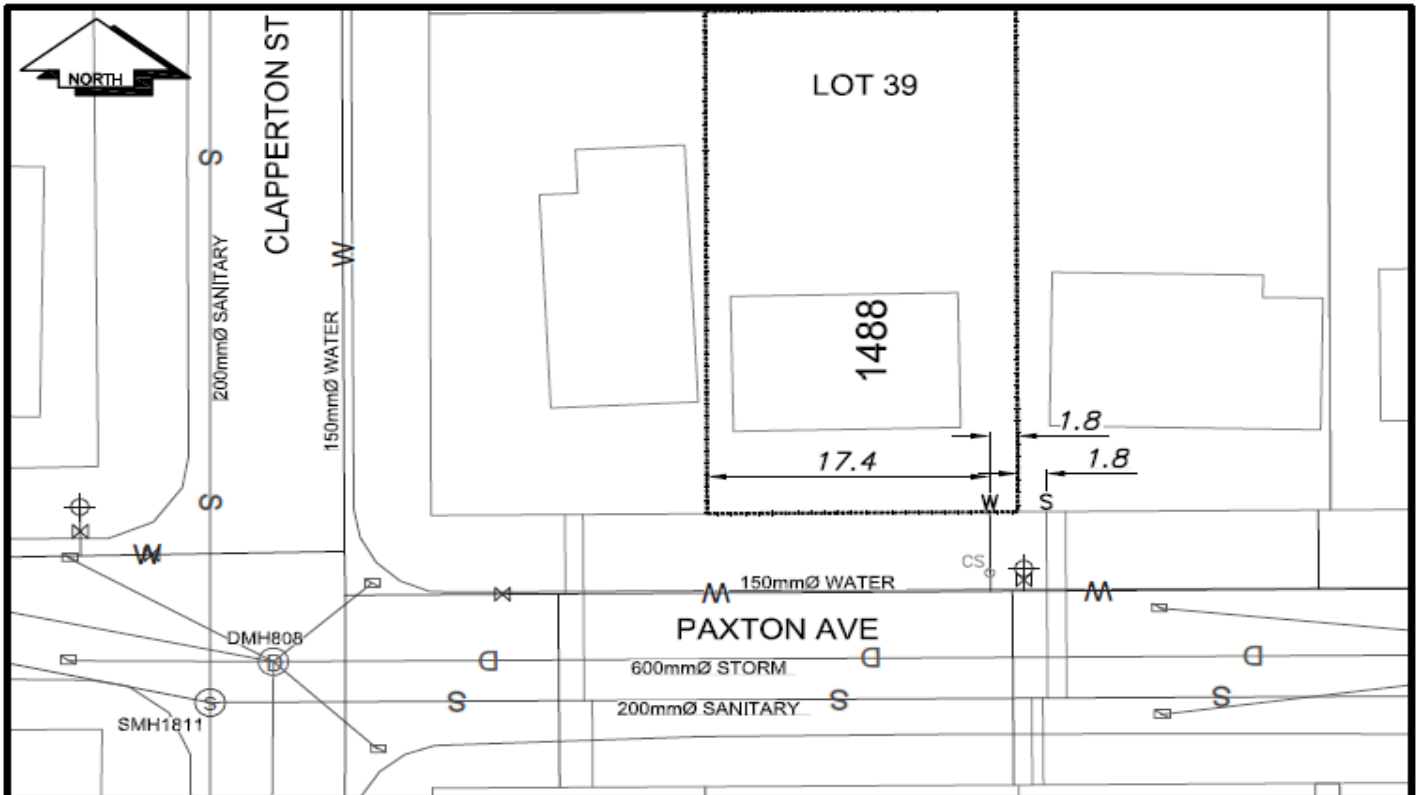 NORTH
CLAPPERTON ST
LOT 39
S
W
200mmØ SANITARY
150mmØ WATER
1488
1.8
17.4
1.8
S
W
S
W
CS
150mmØ WATER
W
W
PAXTON AVE
DMH808
D
D
D
D
600mmØ STORM
S
S
S
S
200mmØ SANITARY
SMH1811